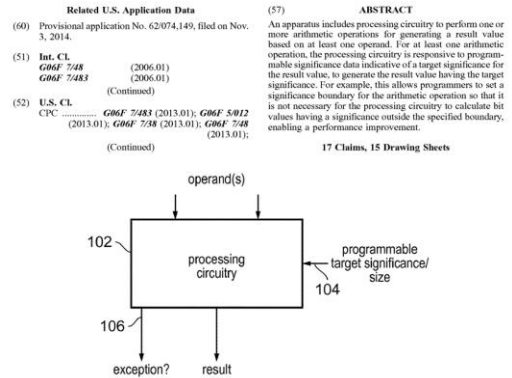 Related U.S. Application Data
(60) Provisional application No. 62/074,149, filed on Nov.
3, 2014.
(51) Int. Cl.
G06F 7/48 (2006.01)
G06F 7/483 (2006.01)
(Continued)
(52) U.S. Cl.
CPC .............. G06F 7/483 (2013.01); G06F 5/012
(2013.01); G06F 7/38 (2013.01); G06F 7/48
(2013.01);
(Continued)
(57) ABSTRACT
An apparatus includes processing circuitry to perform one or
more arithmetic operations for generating a result value
based on at least one operand. For at least one arithmetic
operation, the processing circuitry is responsive to program-
mable significance data indicative of a target significance for
the result value, to generate the result value having the target
significance. For example, this allows programmers to set a
significance boundary for the arithmetic operation so that it
is not necessary for the processing circuitry to calculate bit
values having a significance outside the specified boundary,
enabling a performance improvement.
17 Claims, 15 Drawing Sheets
operand(s)
102
processing
circuitry
programmable
target significance/
size
104
106
exception?
result